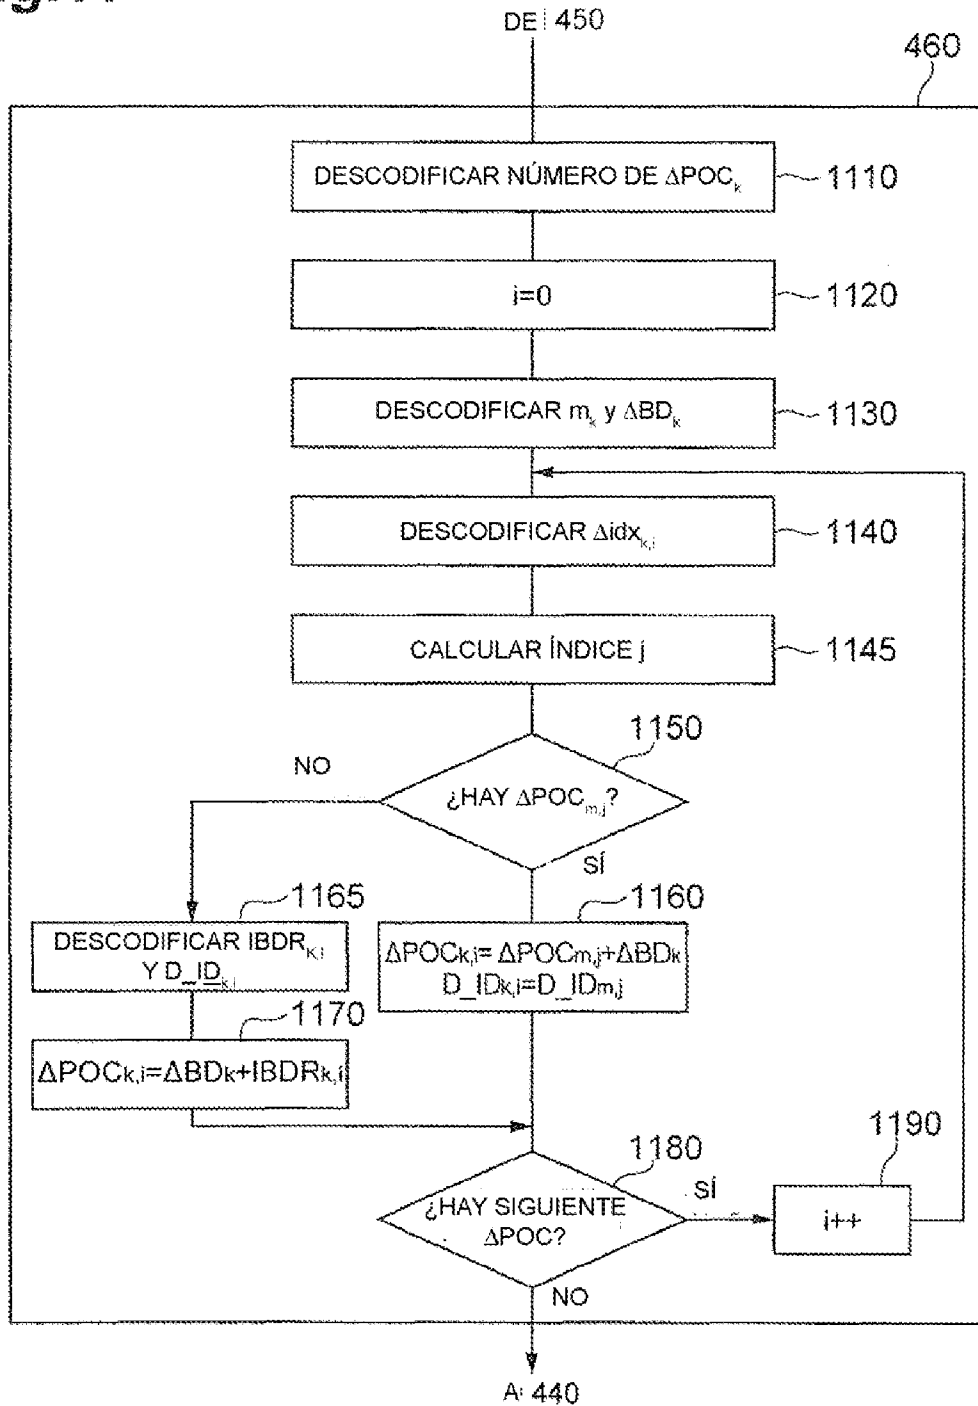 DE 450
460
DESCODIFICAR NÚMERO DE ΔPOCk
1110
i=0
1120
DESCODIFICAR mk y ΔBDk
1130
DESCODIFICAR Δidxk,i
1140
CALCULAR ÍNDICE j
1145
1150
NO
¿HAY ΔPOCm,j?
SÍ
1165
1160
DESCODIFICAR IBDRK,i
Y D_IDk,i
ΔPOCk,i= ΔPOCm,j+ΔBDk
D_IDk,i=D_IDm,j
1170
ΔPOCk,i=ΔBDk+IBDRk,i
1180
1190
¿HAY SIGUIENTE
ΔPOC?
SÍ
i++
NO
A 440